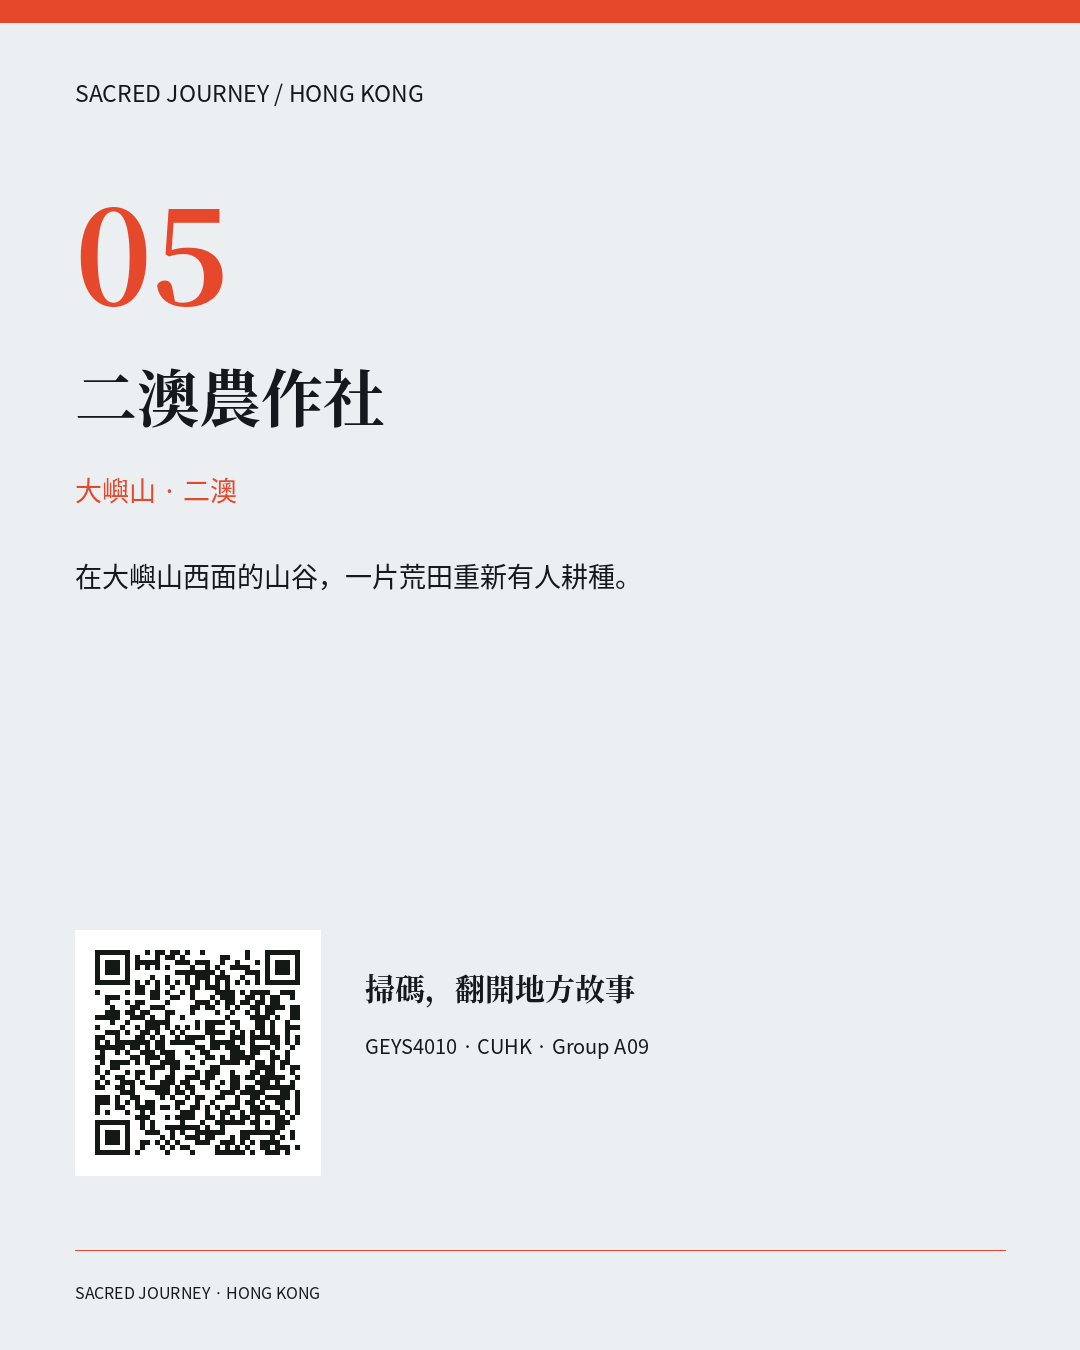 SACRED JOURNEY / HONG KONG
05
二澳農作社
大嶼山 · 二澳
在大嶼山西面的山谷，一片荒田重新有人耕種。
掃碼，翻開地方故事
GEYS4010 · CUHK · Group A09
SACRED JOURNEY · HONG KONG